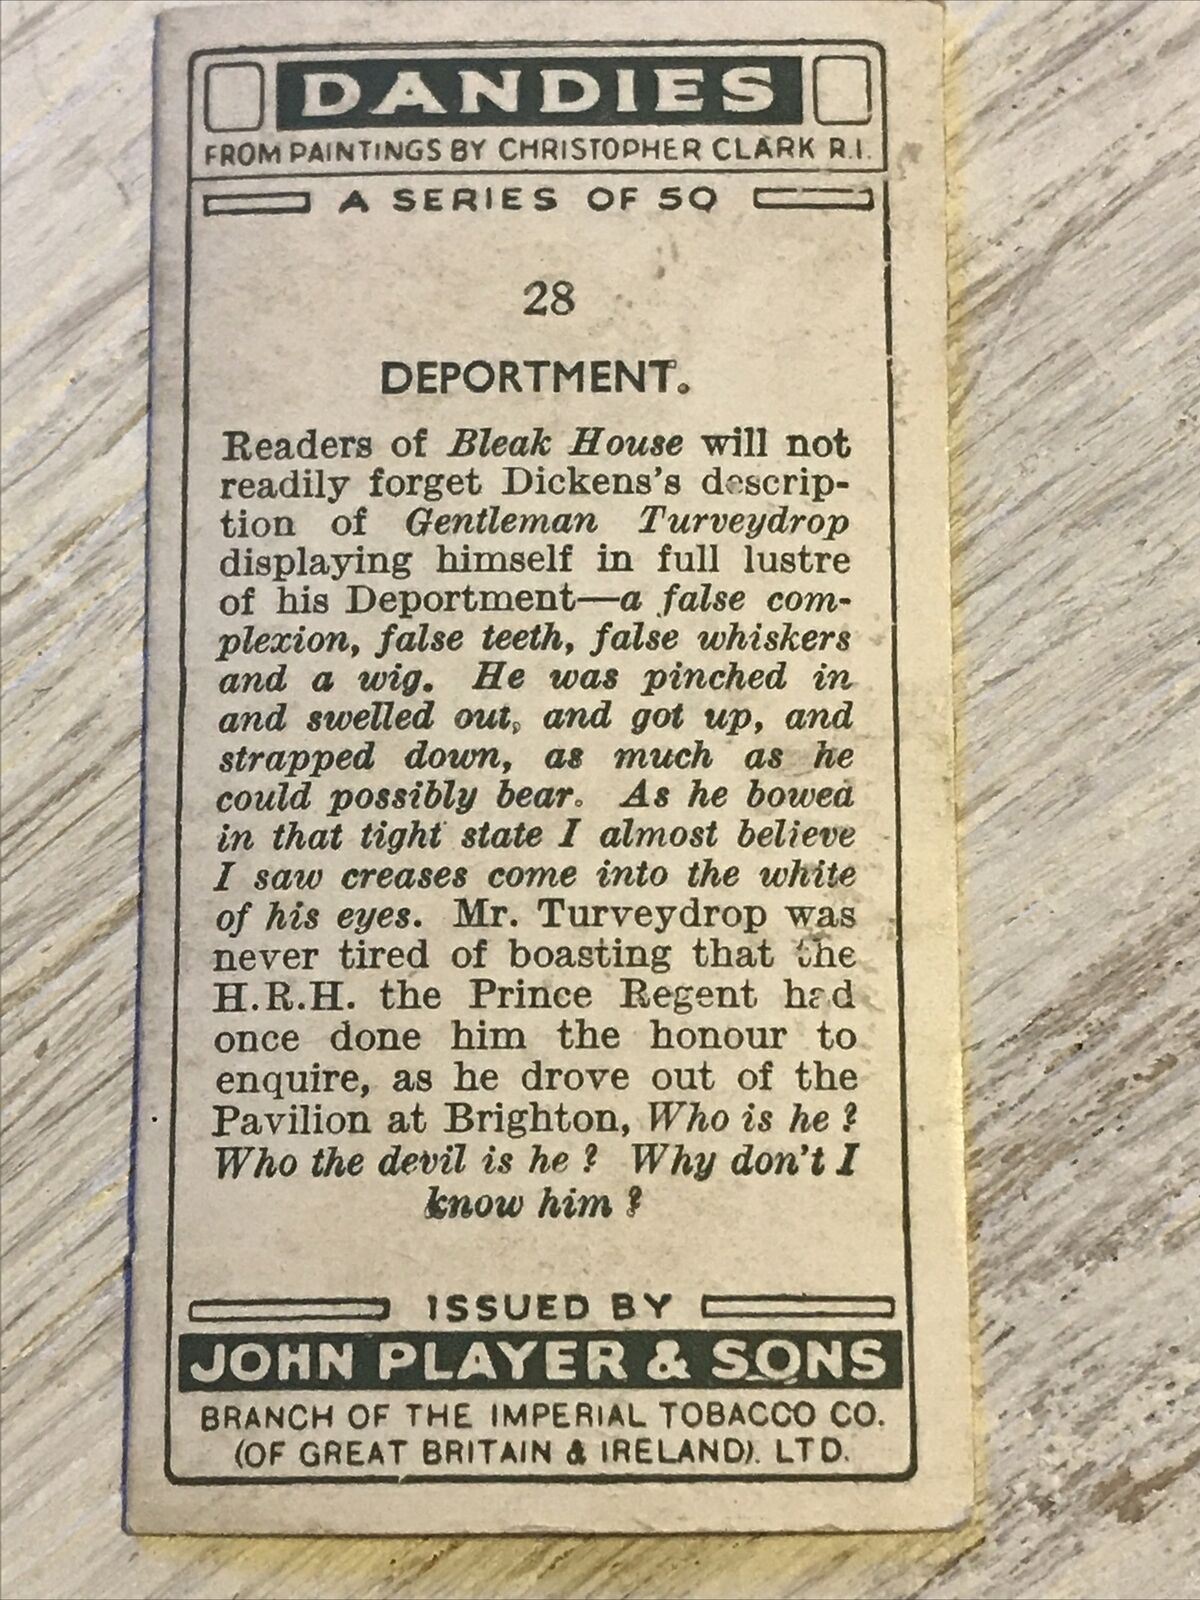 DANDIES
FROM PAINTINGS BY CHRISTOPHER CLARK R.I.
A SERIES OF 50
28
DEPORTMENT.
Readers of Bleak House will not
readily forget Dickens's descrip-
tion of Gentleman Turveydrop
displaying himself in full lustre
of his Deportment—a false com-
plexion, false teeth, false whiskers
and a wig. He was pinched in
and swelled out, and got up, and
strapped down, as much as he
could possibly bear. As he bowed
in that tight state I almost believe
I saw creases come into the white
of his eyes. Mr. Turveydrop was
never tired of boasting that the
H.R.H. the Prince Regent had
once done him the honour to
enquire, as he drove out of the
Pavilion at Brighton, Who is he?
Who the devil is he? Why don't I
know him?
ISSUED BY
JOHN PLAYER & SONS
BRANCH OF THE IMPERIAL TOBACCO CO.
(OF GREAT BRITAIN & IRELAND). LTD.